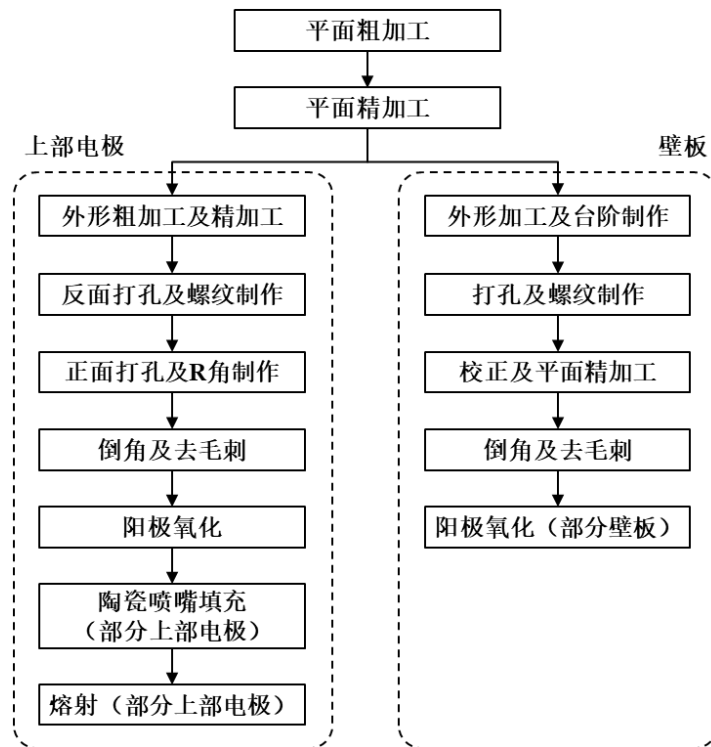 平面粗加工
平面精加工
上部电极
外形粗加工及精加工
反面打孔及螺纹制作
正面打孔及R角制作
倒角及去毛刺
阳极氧化
陶瓷喷嘴填充
（部分上部电极）
熔射（部分上部电极）
壁板
外形加工及台阶制作
打孔及螺纹制作
校正及平面精加工
倒角及去毛刺
阳极氧化（部分壁板）